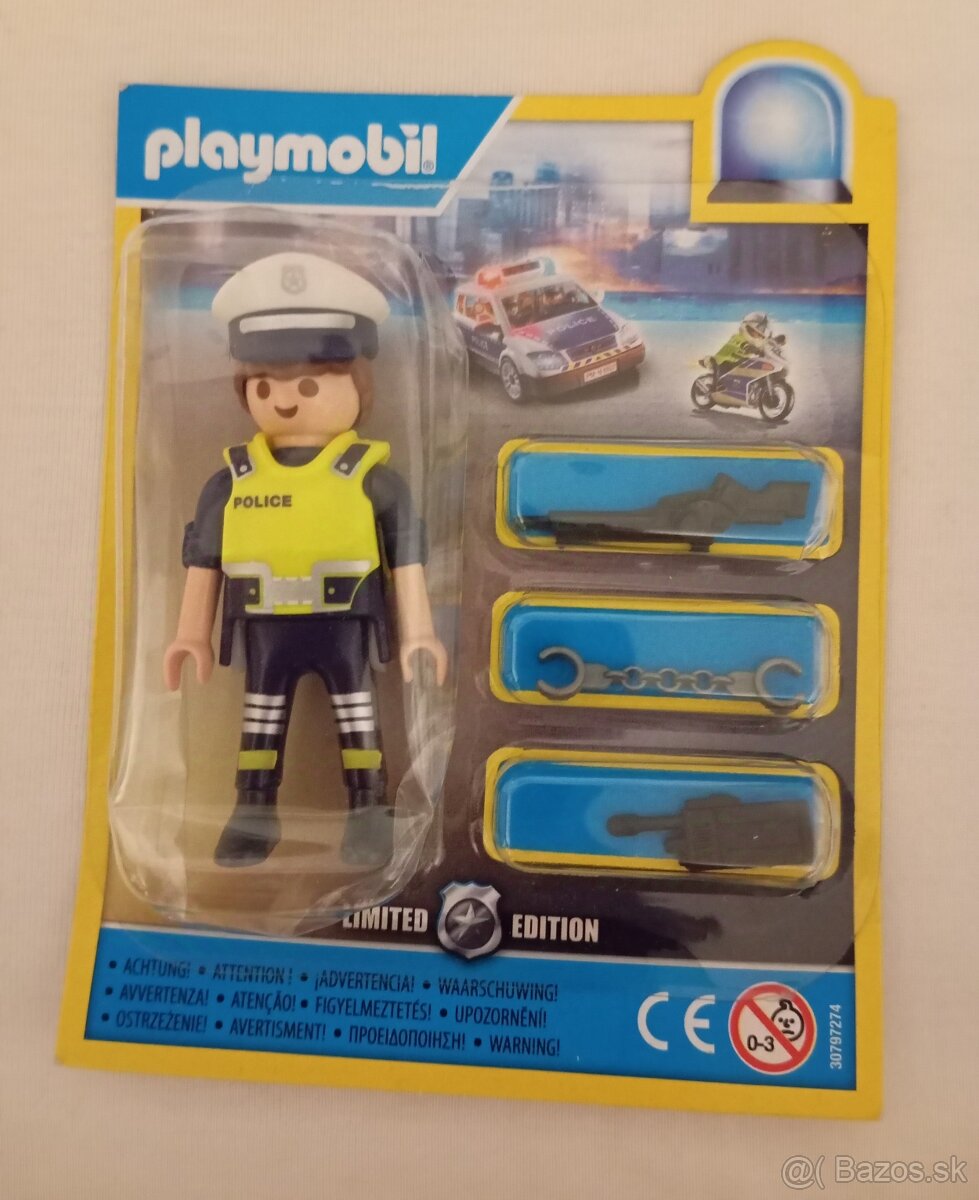 playmobil®
POLICE
POLICE
LIMITED EDITION
• ACHTUNG! • ATTENTION ! • ¡ADVERTENCIA! • WAARSCHUWING!
• AVVERTENZA! • ATENÇÃO! • FIGYELMEZTETÉS! • UPOZORNĚNÍ!
• OSTRZEŻENIE! • AVERTISMENT! • ΠΡΟΕΙΔΟΠΟΙΗΣΗ! • WARNING!
CE
0-3
30797274
@( Bazos.sk